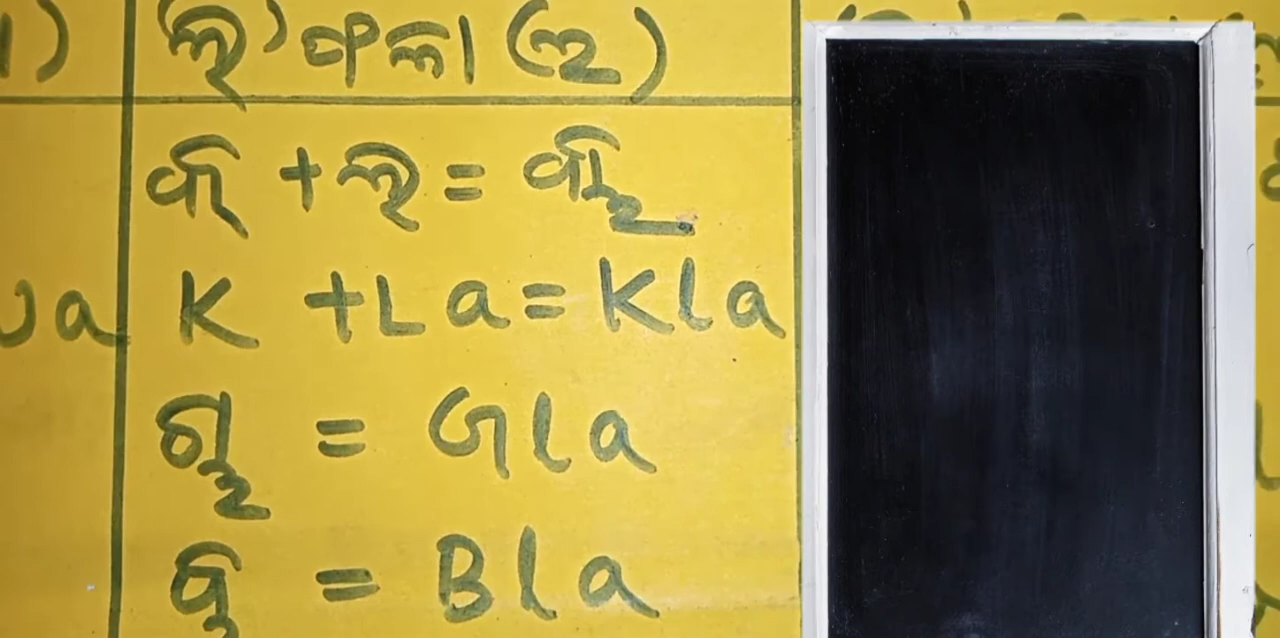 ଲ୍ ଫଳା (ଲ୍ଲ)
କ୍ + ଲ = କ୍ଲ
K + La = Kla
ଗ୍ଲ = Gla
ବ୍ଲ = Bla